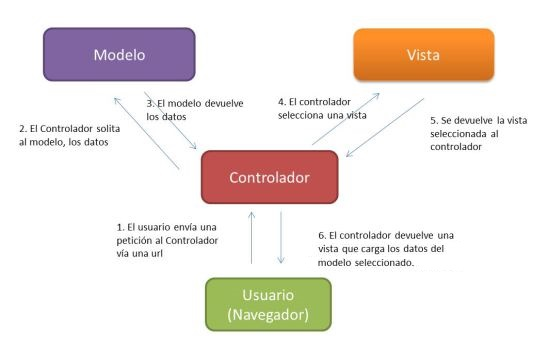 Modelo
Vista
3. El modelo devuelve
los datos
4. El controlador
selecciona una vista
2. El Controlador solita
al modelo, los datos
5. Se devuelve la vista
seleccionada al
controlador
Controlador
1. El usuario envía una
petición al Controlador
vía una url
6. El controlador devuelve una
vista que carga los datos del
modelo seleccionado.
Usuario
(Navegador)